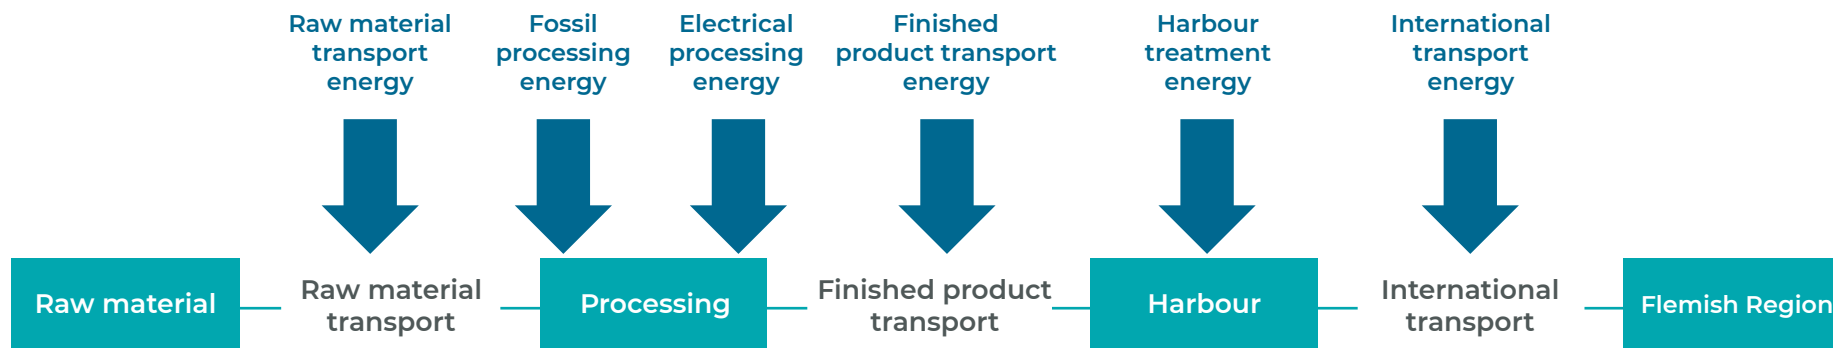 Raw material
transport
energy
Fossil
processing
energy
Electrical
processing
energy
Finished
product transport
energy
Harbour
treatment
energy
International
transport
energy
Raw material
Raw material
transport
Processing
Finished product
transport
Harbour
International
transport
Flemish Region